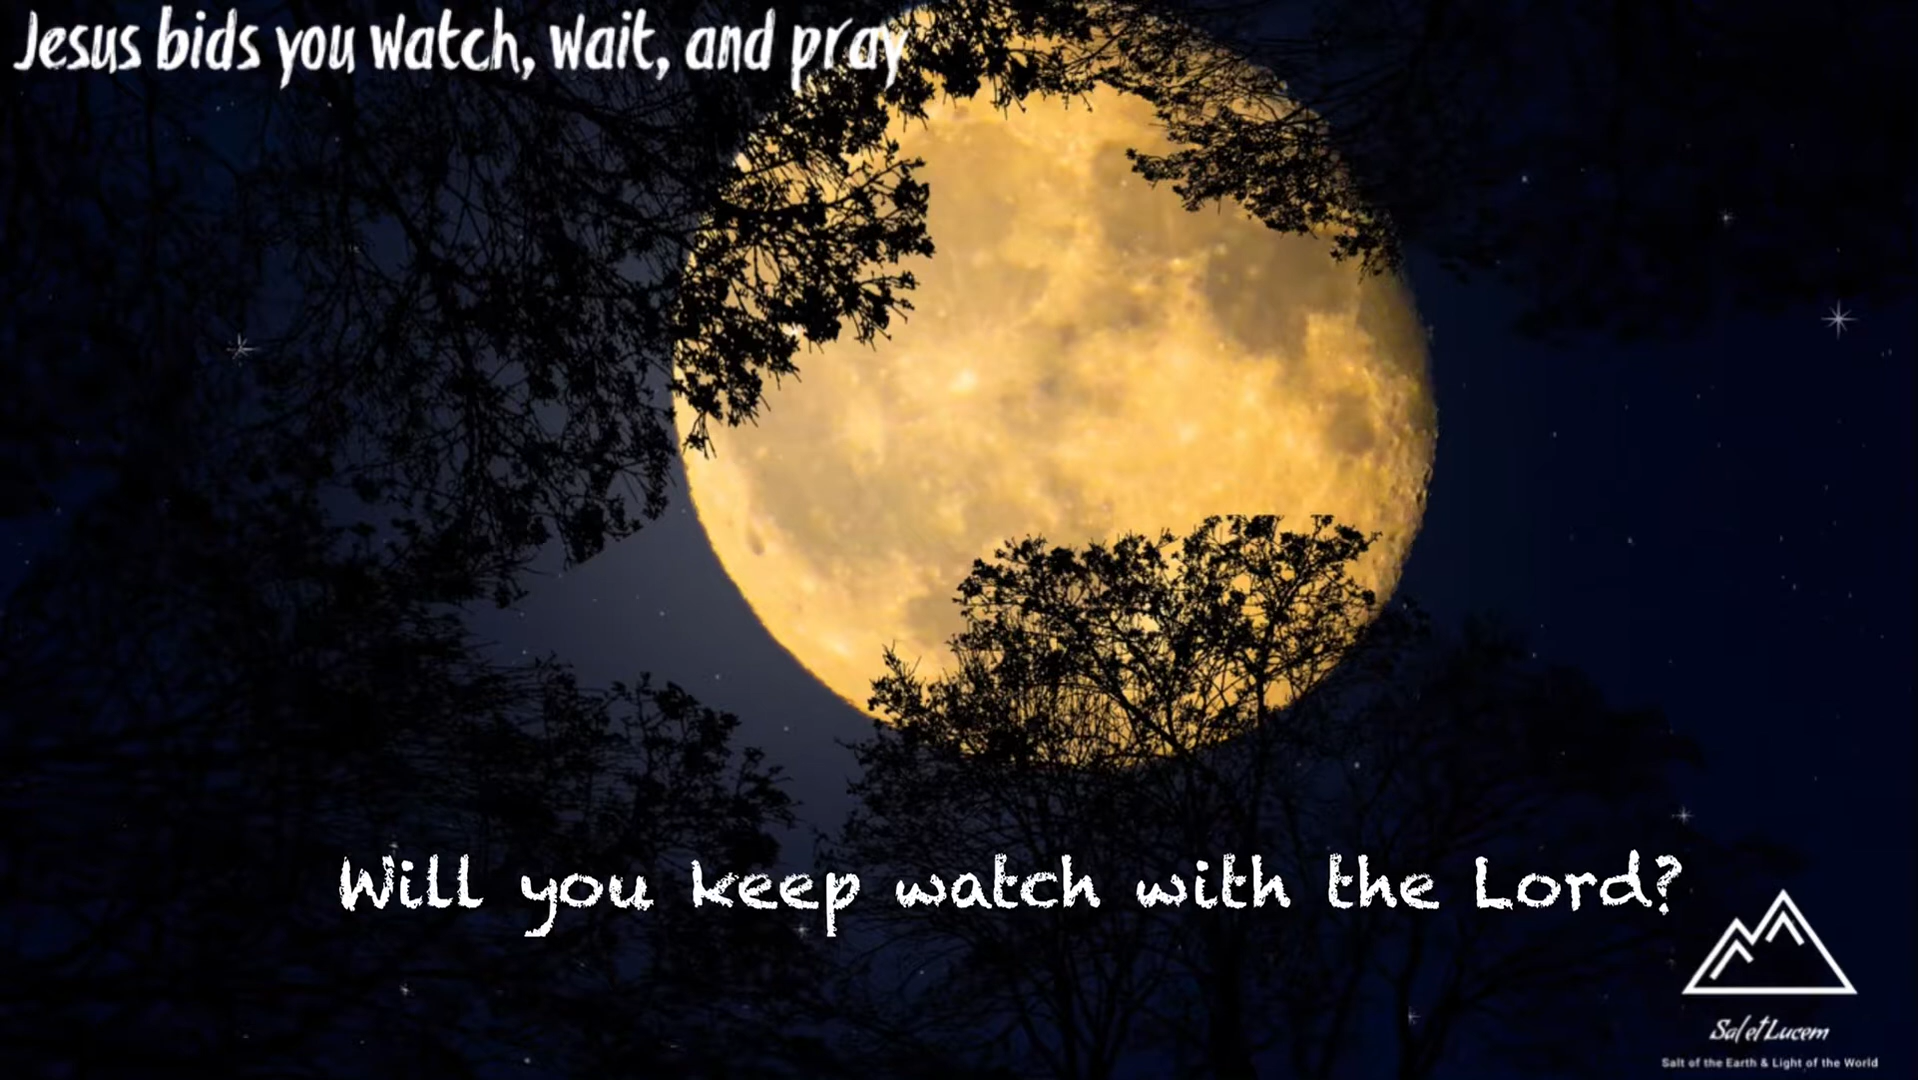 Jesus bids you watch, wait, and pray
Will you keep watch with the Lord?
Sal et Lucem
Salt of the Earth & Light of the World